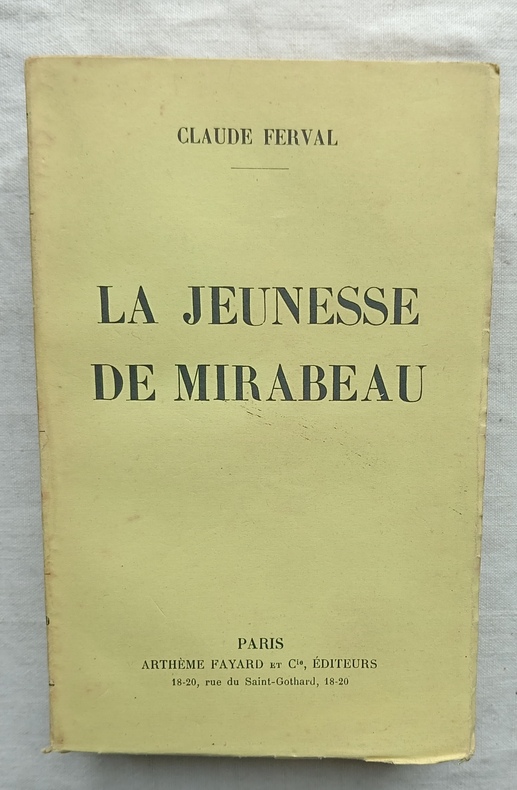 CLAUDE FERVAL
LA JEUNESSE
DE MIRABEAU
PARIS
ARTHÈME FAYARD ET Cie, ÉDITEURS
18-20, rue du Saint-Gothard, 18-20